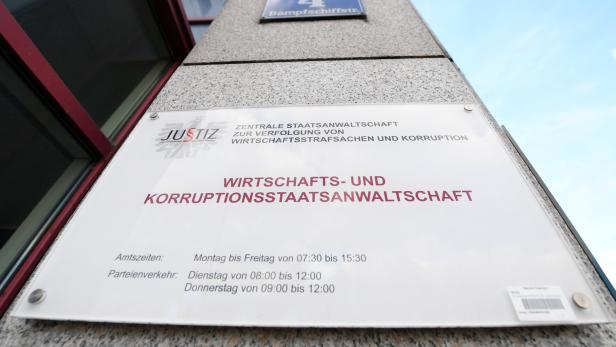 4
Dampfschiffstr.
JUSTIZ
ZENTRALE STAATSANWALTSCHAFT
ZUR VERFOLGUNG VON
WIRTSCHAFTSSTRAFSACHEN UND KORRUPTION
WIRTSCHAFTS- UND
KORRUPTIONSSTAATSANWALTSCHAFT
Amtszeiten: Montag bis Freitag von 07:30 bis 15:30
Parteienverkehr: Dienstag von 08:00 bis 12:00
Donnerstag von 09:00 bis 12:00